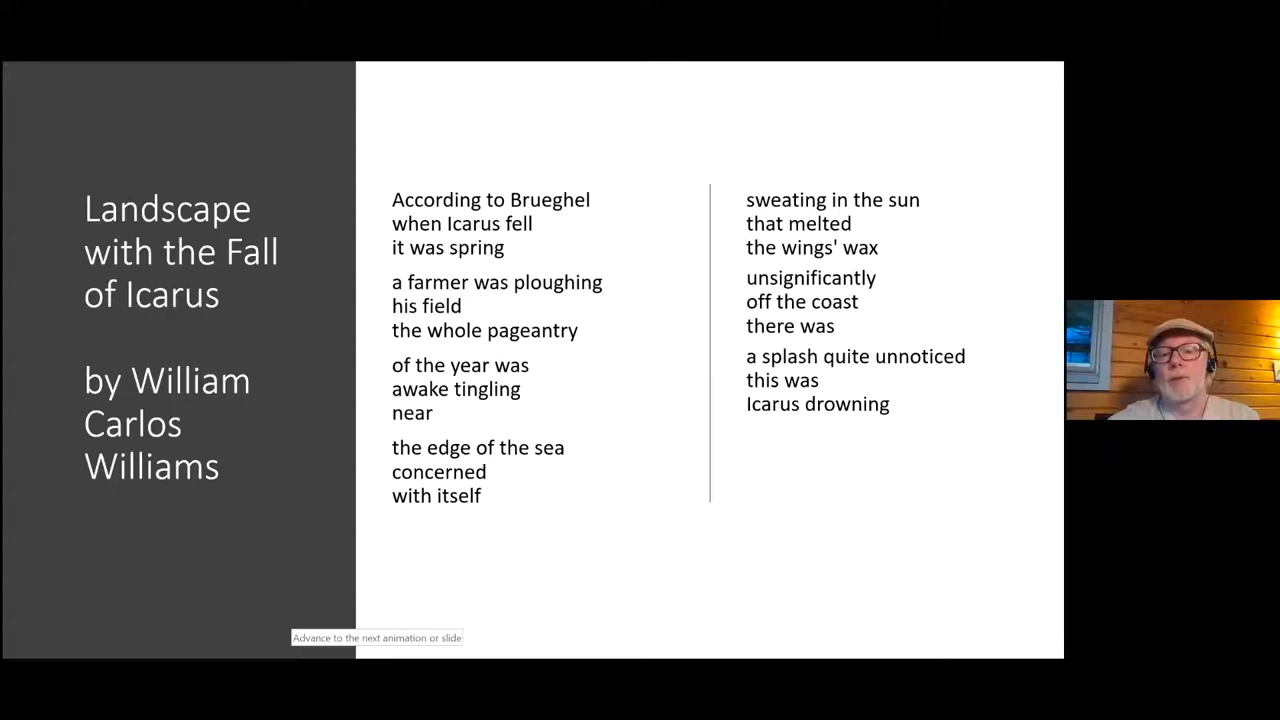 Landscape
with the Fall
of Icarus
by William
Carlos
Williams
According to Brueghel
when Icarus fell
it was spring
a farmer was ploughing
his field
the whole pageantry
of the year was
awake tingling
near
the edge of the sea
concerned
with itself
sweating in the sun
that melted
the wings' wax
unsignificantly
off the coast
there was
a splash quite unnoticed
this was
Icarus drowning
Advance to the next animation or slide